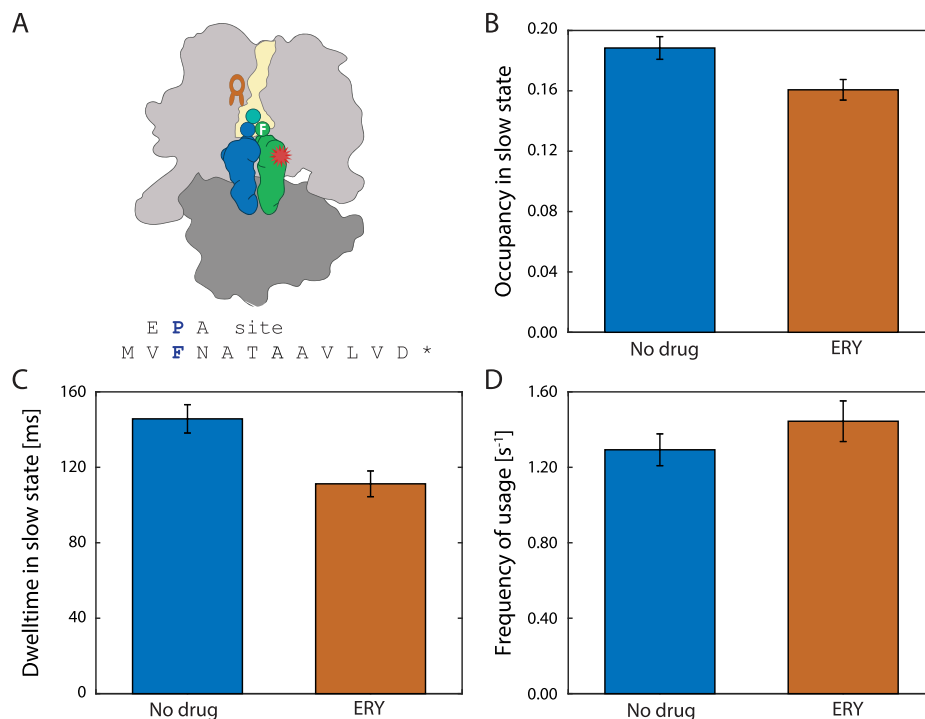 A
F
E P A site
M V F N A T A A V L V D *
B
Occupancy in slow state
0.20
0.16
0.12
0.08
0.04
0.00
No drug
ERY
C
Dwelltime in slow state [ms]
160
120
80
40
0
No drug
ERY
D
Frequency of usage [s⁻¹]
1.60
1.20
0.80
0.40
0.00
No drug
ERY